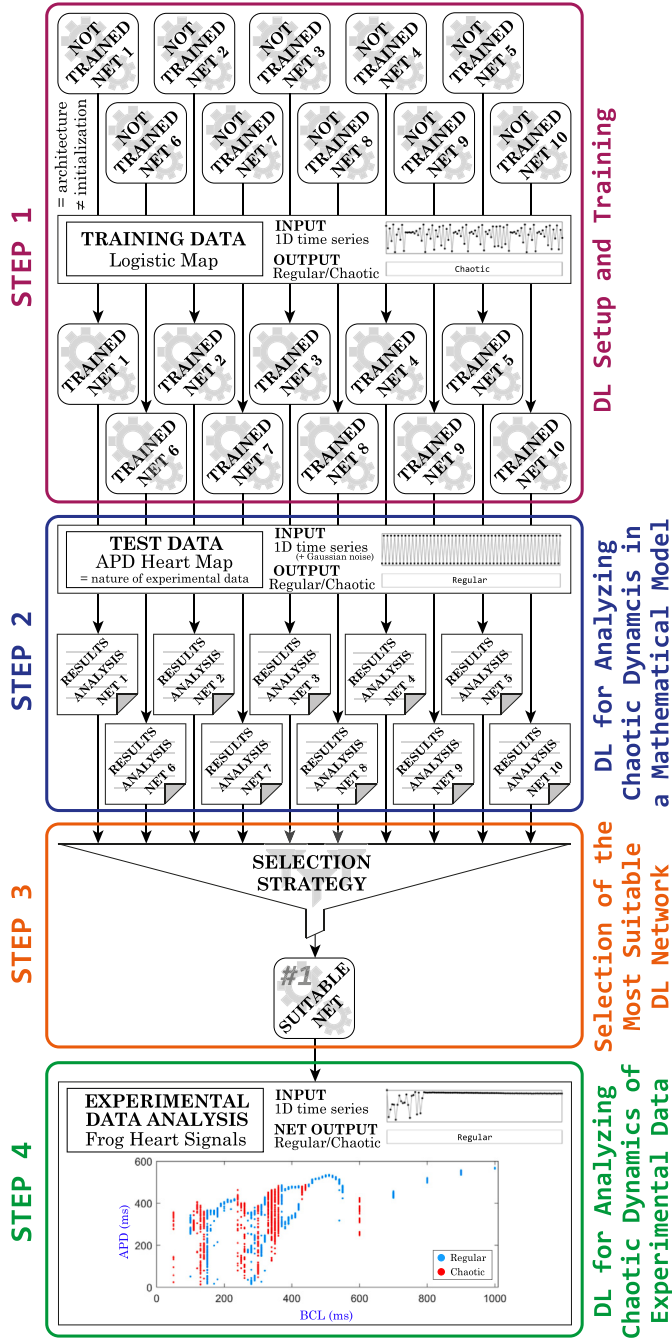 STEP 1
DL Setup and Training
NOT TRAINED NET 1
NOT TRAINED NET 2
NOT TRAINED NET 3
NOT TRAINED NET 4
NOT TRAINED NET 5
= architecture
≠ initialization
NOT TRAINED NET 6
NOT TRAINED NET 7
NOT TRAINED NET 8
NOT TRAINED NET 9
NOT TRAINED NET 10
TRAINING DATA
Logistic Map
INPUT
1D time series
OUTPUT
Regular/Chaotic
Chaotic
TRAINED NET 1
TRAINED NET 2
TRAINED NET 3
TRAINED NET 4
TRAINED NET 5
TRAINED NET 6
TRAINED NET 7
TRAINED NET 8
TRAINED NET 9
TRAINED NET 10
STEP 2
DL for Analyzing
Chaotic Dynamcis in
a Mathematical Model
TEST DATA
APD Heart Map
= nature of experimental data
INPUT
1D time series
(+ Gaussian noise)
OUTPUT
Regular/Chaotic
Regular
RESULTS ANALYSIS NET 1
RESULTS ANALYSIS NET 2
RESULTS ANALYSIS NET 3
RESULTS ANALYSIS NET 4
RESULTS ANALYSIS NET 5
RESULTS ANALYSIS NET 6
RESULTS ANALYSIS NET 7
RESULTS ANALYSIS NET 8
RESULTS ANALYSIS NET 9
RESULTS ANALYSIS NET 10
STEP 3
Selection of the
Most Suitable
DL Network
SELECTION
STRATEGY
#1
SUITABLE
NET
STEP 4
DL for Analyzing
Chaotic Dynamics of
Experimental Data
EXPERIMENTAL
DATA ANALYSIS
Frog Heart Signals
INPUT
1D time series
NET OUTPUT
Regular/Chaotic
Regular
600
400
200
0
APD (ms)
0 200 400 600 800 1000
BCL (ms)
Regular
Chaotic